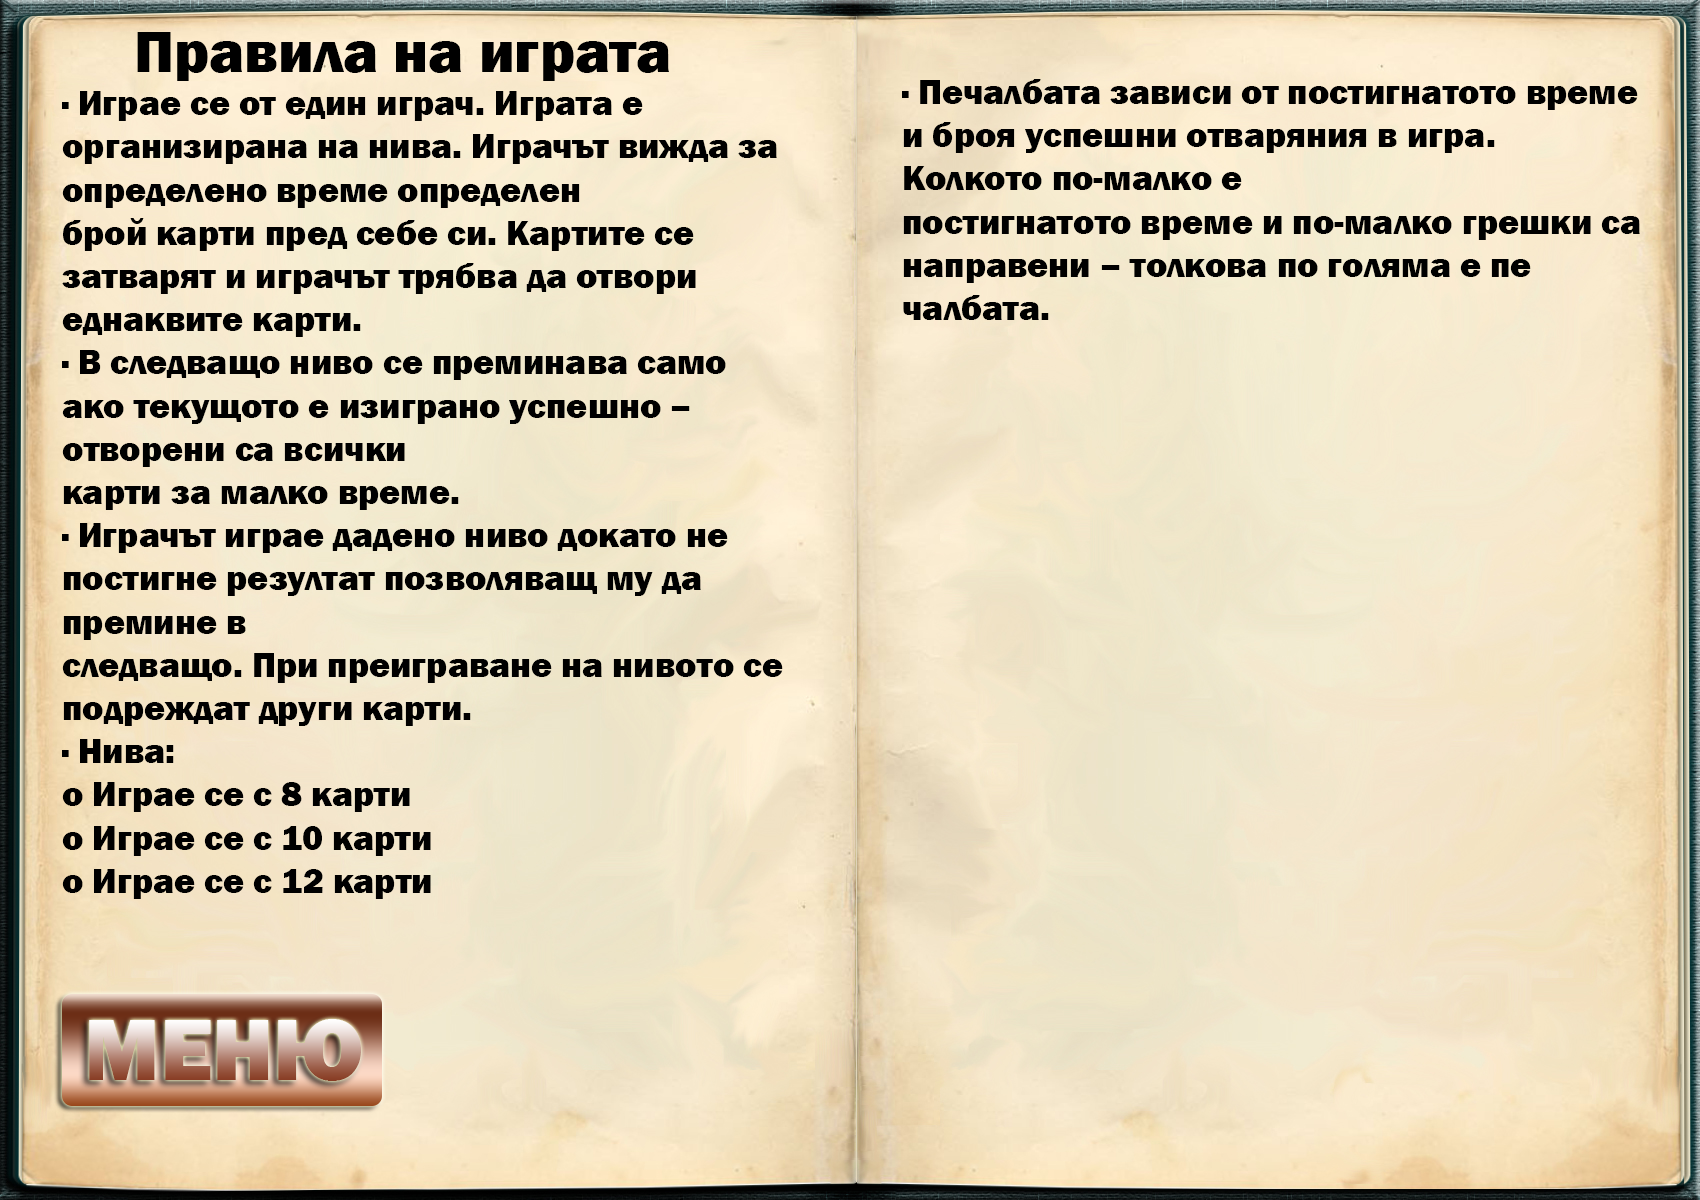 Правила на играта
▪ Играе се от един играч. Играта е
организирана на нива. Играчът вижда за
определено време определен
брой карти пред себе си. Картите се
затварят и играчът трябва да отвори
еднаквите карти.
▪ В следващо ниво се преминава само
ако текущото е изиграно успешно –
отворени са всички
карти за малко време.
▪ Играчът играе дадено ниво докато не
постигне резултат позволяващ му да
премине в
следващо. При преиграване на нивото се
подреждат други карти.
▪ Нива:
o Играе се с 8 карти
o Играе се с 10 карти
o Играе се с 12 карти
МЕНЮ
▪ Печалбата зависи от постигнатото време
и броя успешни отваряния в игра.
Колкото по-малко е
постигнатото време и по-малко грешки са
направени – толкова по голяма е пе
чалбата.